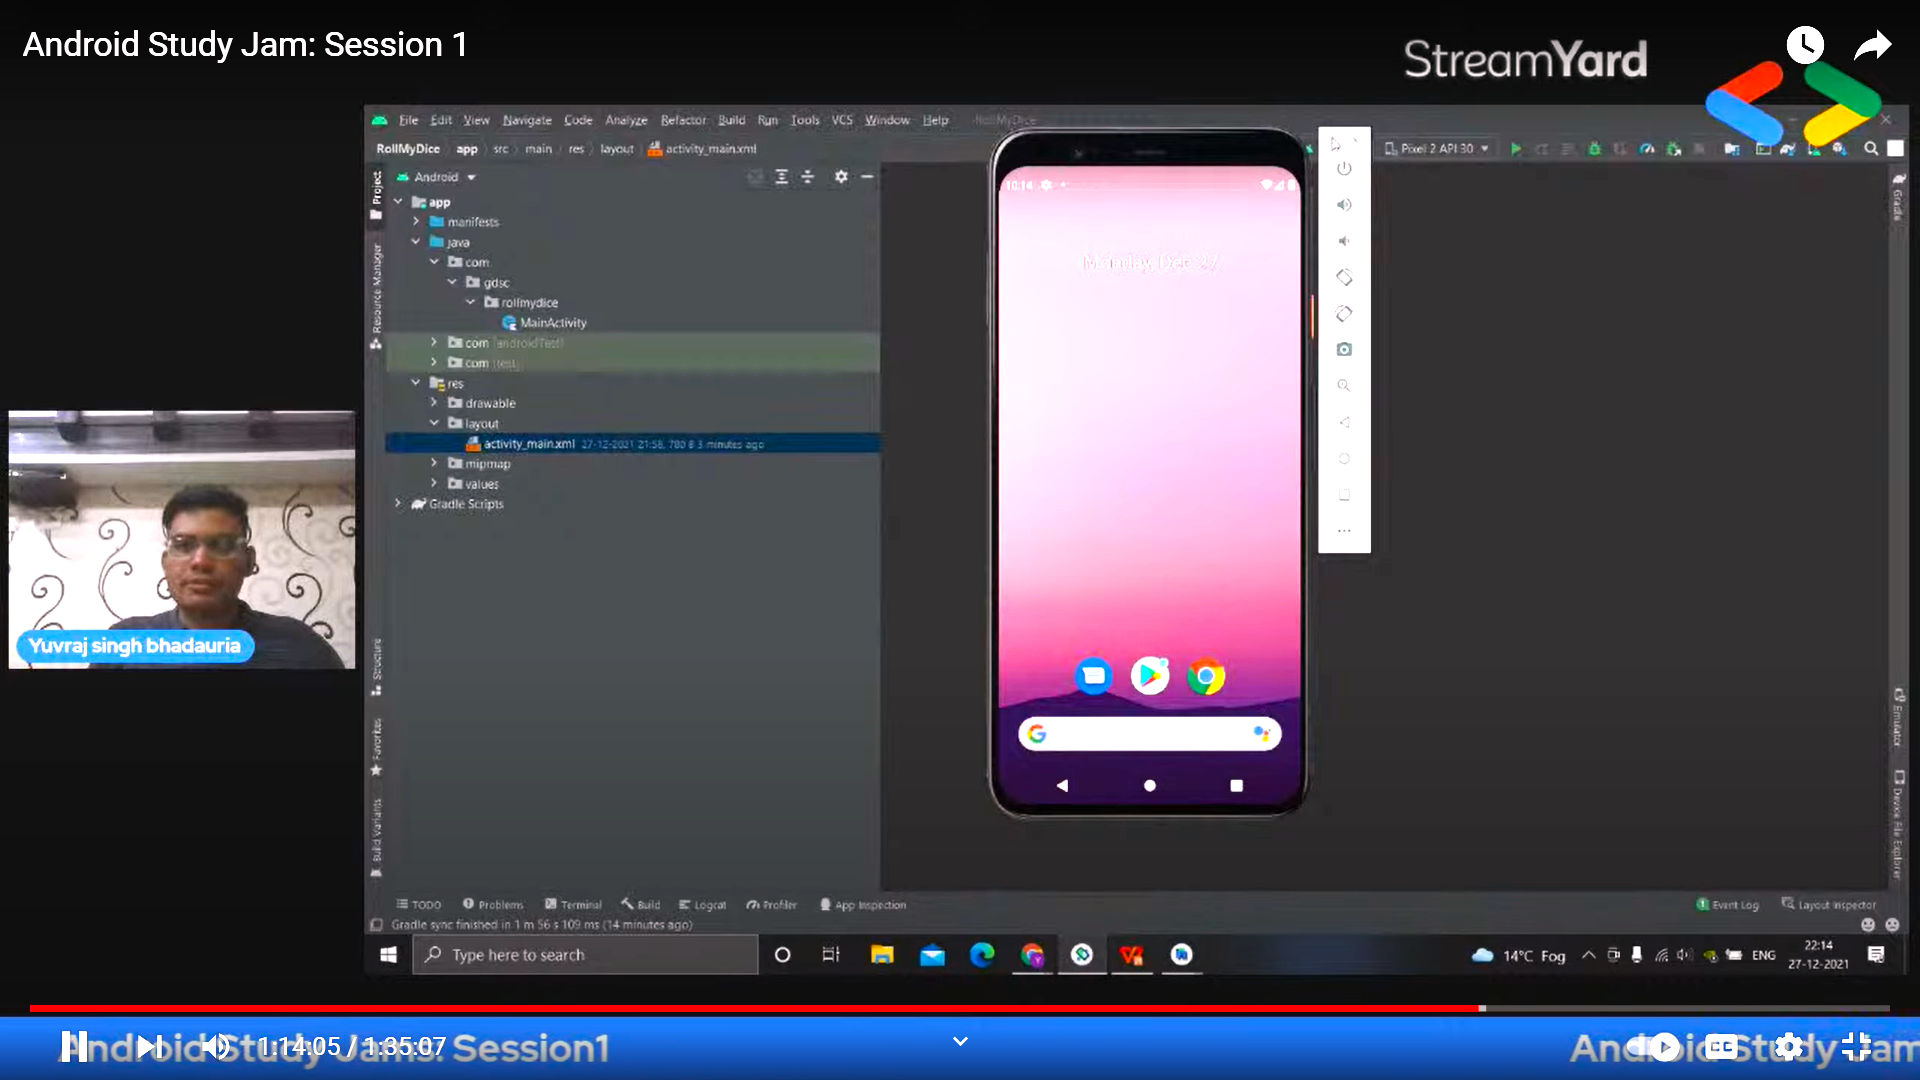 Android Study Jam: Session 1
StreamYard
File Edit View Navigate Code Analyze Refactor Build Run Tools VCS Window Help RollMyDice
RollMyDice app src main res layout activity_main.xml
Pixel 2 API 30
Project
Android
app
manifests
java
com
gdsc
rollmydice
MainActivity
com (androidTest)
com (test)
res
drawable
layout
activity_main.xml 27-12-2021 21:58, 780 B 3 minutes ago
mipmap
values
Gradle Scripts
Resource Manager
Structure
Favorites
Build Variants
Gradle
Emulator
Device File Explorer
10:14
Monday, Dec 27
Yuvraj singh bhadauria
TODO Problems Terminal Build Logcat Profiler App Inspection
Event Log Layout Inspector
Gradle sync finished in 1 m 56 s 109 ms (14 minutes ago)
Type here to search
14°C Fog
ENG
22:14
27-12-2021
1:14:05 / 1:35:07
Android Study Jams: Session1
Android Study Jam
CC